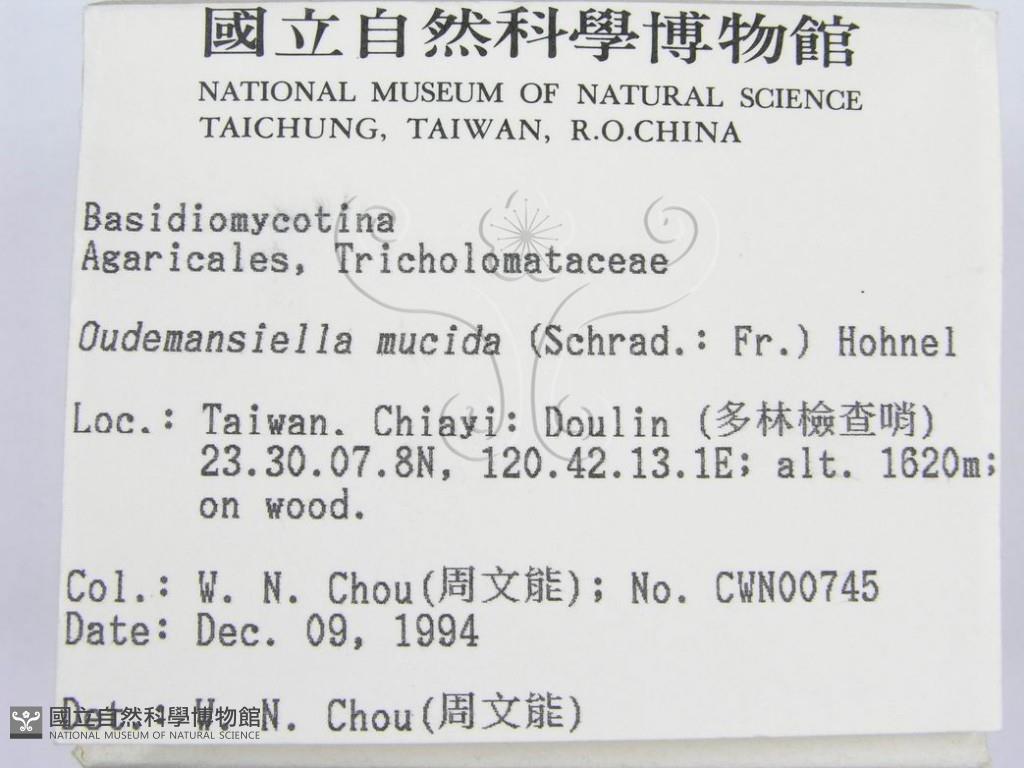 國立自然科學博物館
NATIONAL MUSEUM OF NATURAL SCIENCE
TAICHUNG, TAIWAN, R.O.CHINA
Basidiomycotina
Agaricales, Tricholomataceae
Oudemansiella mucida (Schrad.: Fr.) Hohnel
Loc.: Taiwan. Chiayi: Doulin (多林檢查哨)
23.30.07.8N, 120.42.13.1E; alt. 1620m;
on wood.
Col.: W. N. Chou(周文能); No. CWN00745
Date: Dec. 09, 1994
Det.: W. N. Chou(周文能)
國立自然科學博物館
NATIONAL MUSEUM OF NATURAL SCIENCE